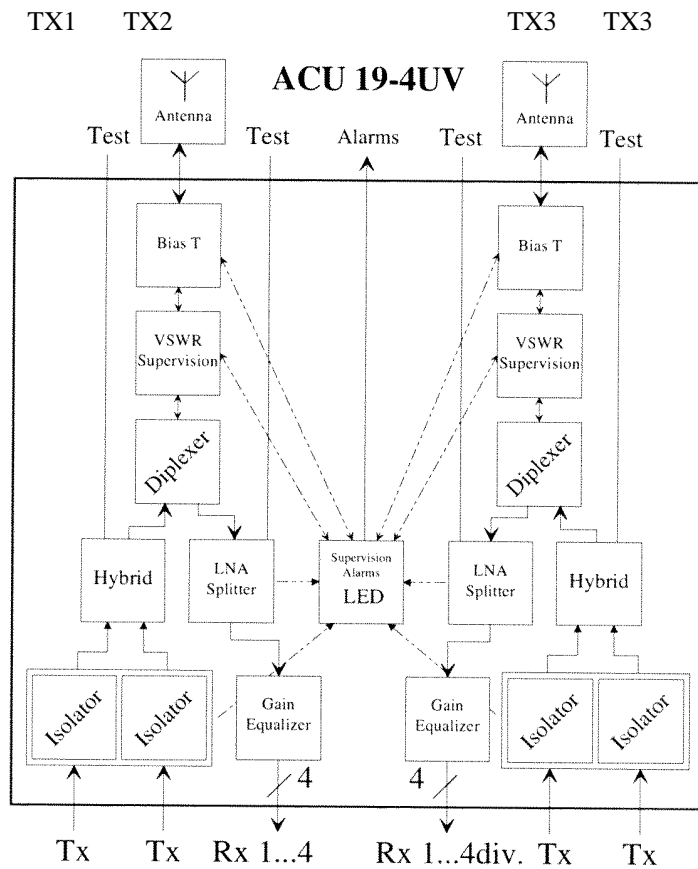 TX1 TX2 TX3 TX3
ACU 19-4UV
Antenna Antenna
Test Test Alarms Test Test
Bias T Bias T
VSWR Supervision VSWR Supervision
Diplexer Diplexer
Hybrid LNA Splitter Supervision Alarms LED LNA Splitter Hybrid
Isolator Isolator Gain Equalizer Gain Equalizer Isolator Isolator
4 4
Tx Tx Rx 1...4 Rx 1...4div. Tx Tx